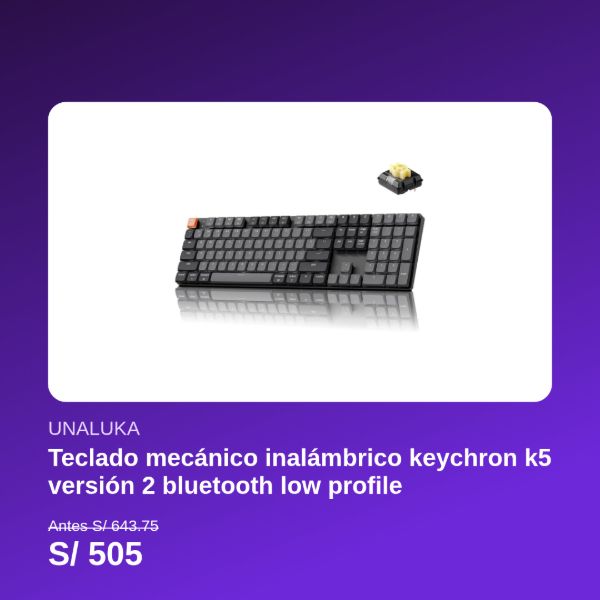 UNALUKA
Teclado mecánico inalámbrico keychron k5
versión 2 bluetooth low profile
Antes S/ 643.75
S/ 505